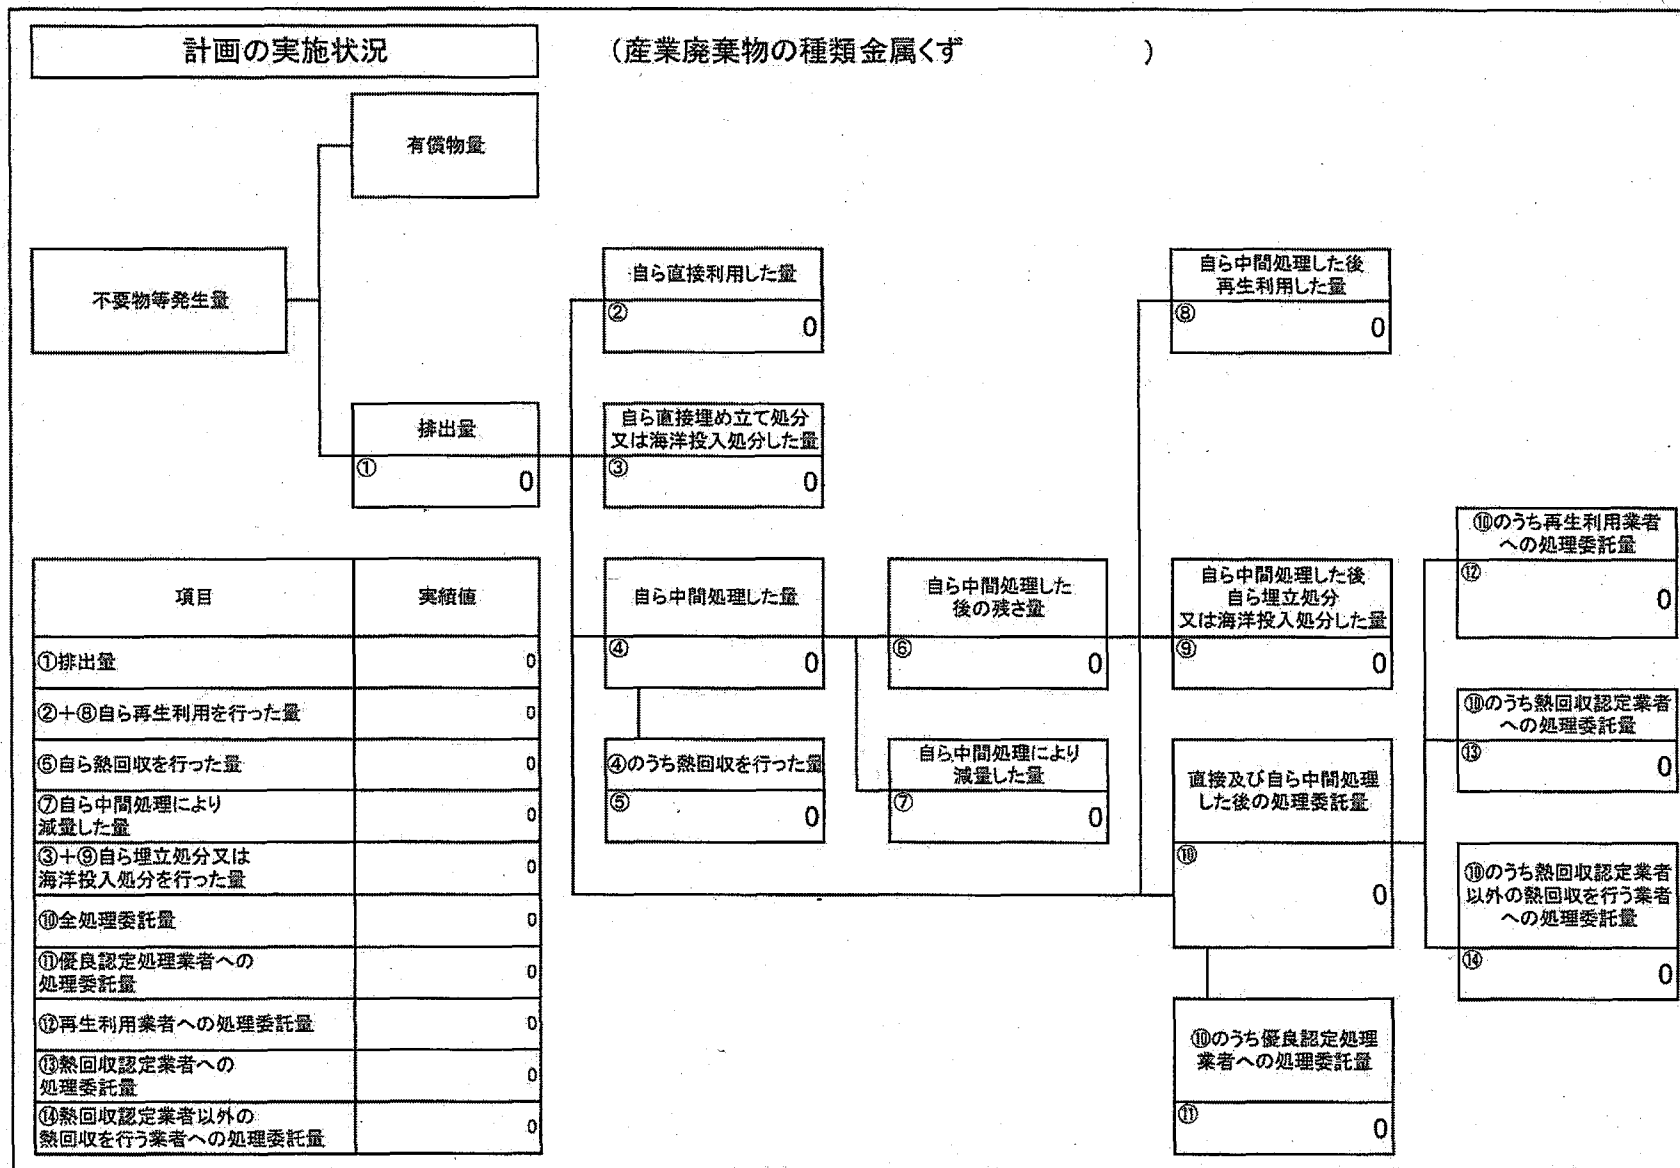 計画の実施状況
(産業廃棄物の種類金属くず )
有償物量
不要物等発生量
自ら直接利用した量
② 0
自ら中間処理した後
再生利用した量
⑧ 0
排出量
① 0
自ら直接埋め立て処分
又は海洋投入処分した量
③ 0
⑩のうち再生利用業者
への処理委託量
⑫ 0
自ら中間処理した量
④ 0
自ら中間処理した
後の残さ量
⑥ 0
自ら中間処理した後
自ら埋立処分
又は海洋投入処分した量
⑨ 0
⑩のうち熱回収認定業者
への処理委託量
⑬ 0
④のうち熱回収を行った量
⑤ 0
自ら中間処理により
減量した量
⑦ 0
直接及び自ら中間処理
した後の処理委託量
⑩ 0
⑩のうち熱回収認定業者
以外の熱回収を行う業者
への処理委託量
⑭ 0
⑩のうち優良認定処理
業者への処理委託量
⑪ 0
項目 実績値
①排出量 0
②+⑧自ら再生利用を行った量 0
⑤自ら熱回収を行った量 0
⑦自ら中間処理により
減量した量 0
③+⑨自ら埋立処分又は
海洋投入処分を行った量 0
⑩全処理委託量 0
⑪優良認定処理業者への
処理委託量 0
⑫再生利用業者への処理委託量 0
⑬熱回収認定業者への
処理委託量 0
⑭熱回収認定業者以外の
熱回収を行う業者への処理委託量 0